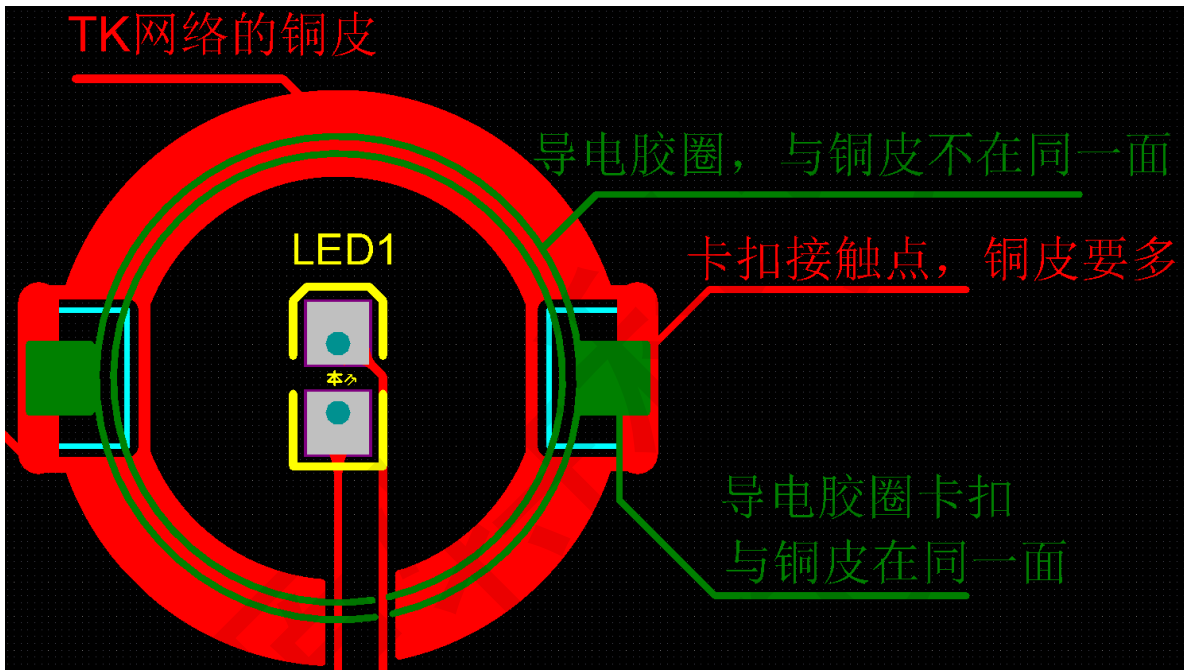 TK网络的铜皮
导电胶圈，与铜皮不在同一面
LED1
卡扣接触点，铜皮要多
导电胶圈卡扣
与铜皮在同一面